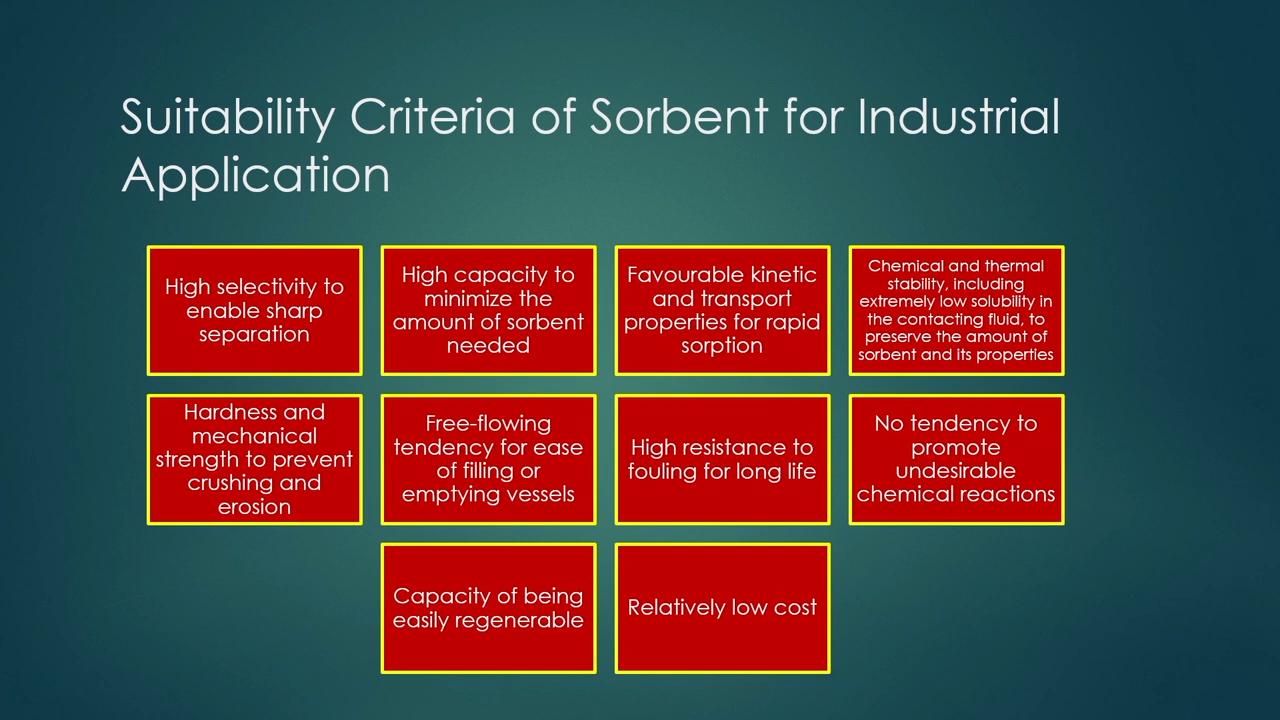 Suitability Criteria of Sorbent for Industrial
Application
High selectivity to
enable sharp
separation
High capacity to
minimize the
amount of sorbent
needed
Favourable kinetic
and transport
properties for rapid
sorption
Chemical and thermal
stability, including
extremely low solubility in
the contacting fluid, to
preserve the amount of
sorbent and its properties
Hardness and
mechanical
strength to prevent
crushing and
erosion
Free-flowing
tendency for ease
of filling or
emptying vessels
High resistance to
fouling for long life
No tendency to
promote
undesirable
chemical reactions
Capacity of being
easily regenerable
Relatively low cost